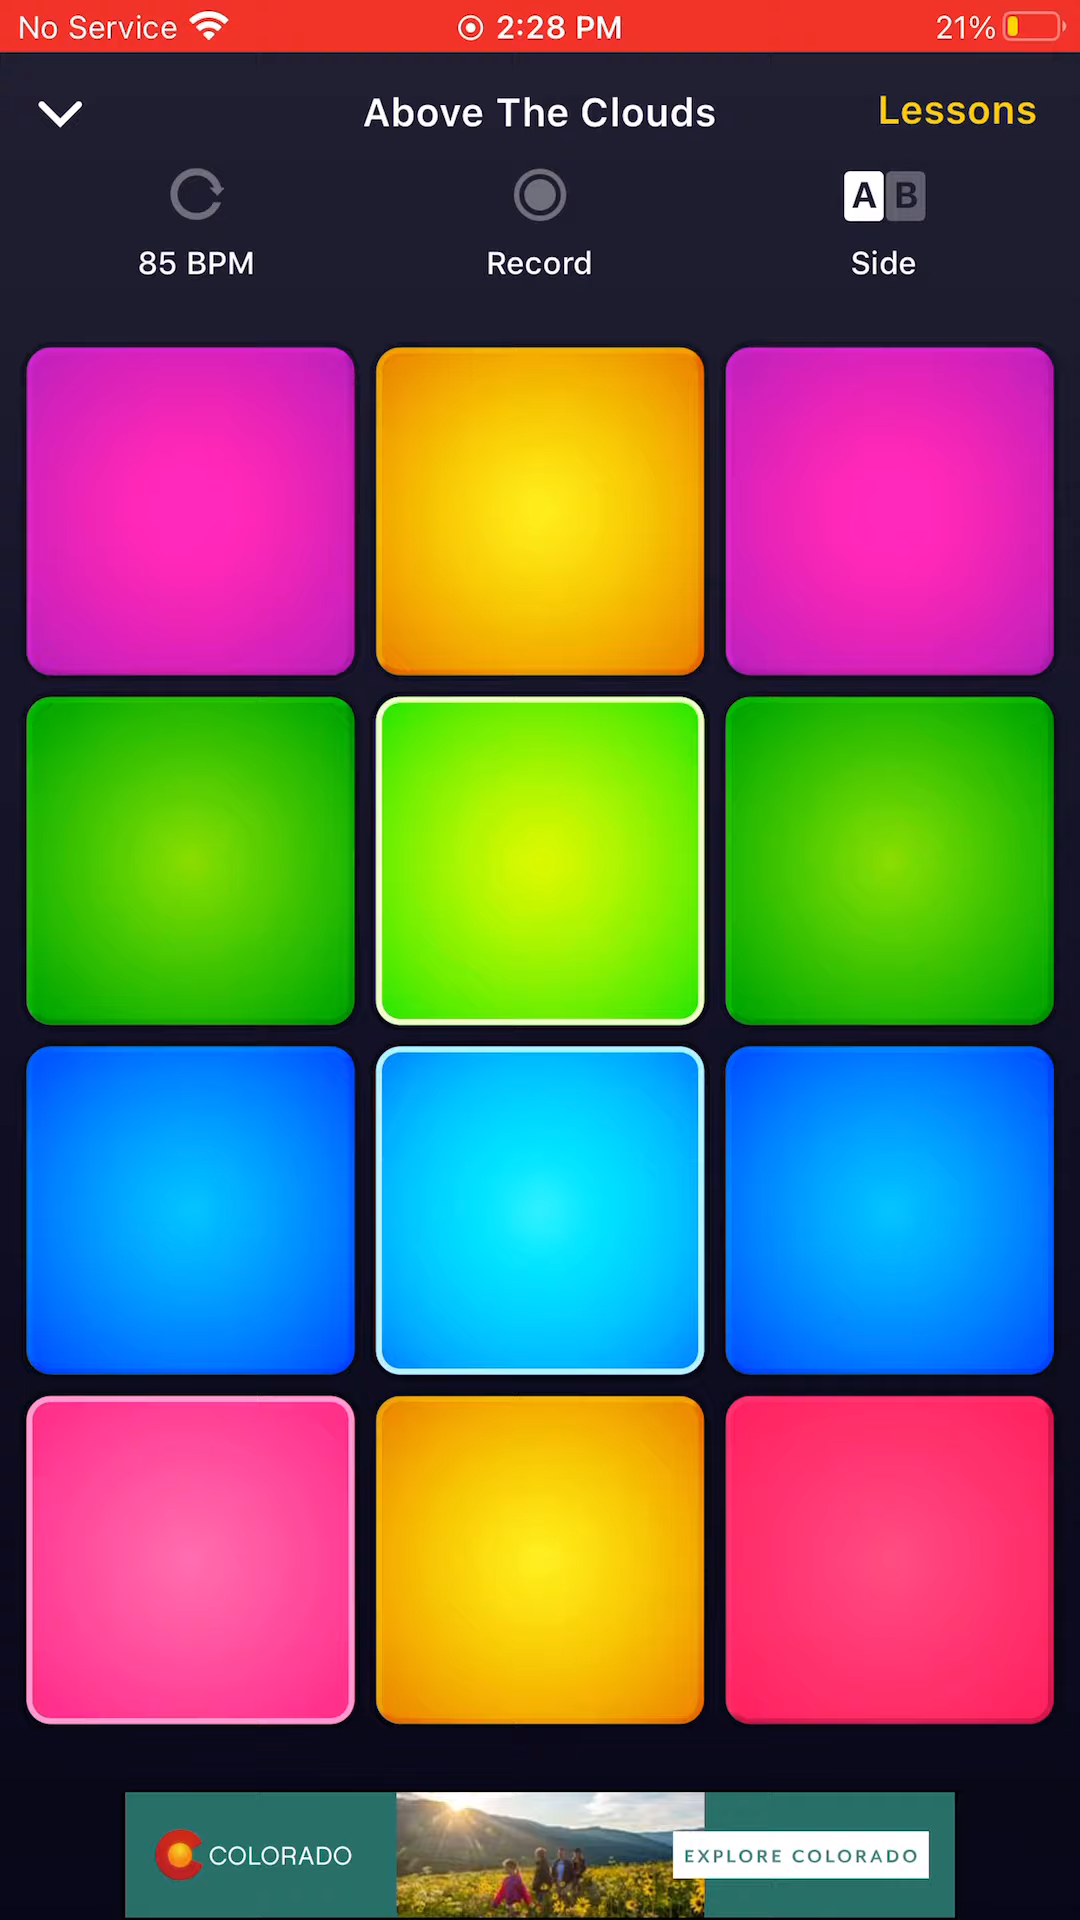 No Service 2:28 PM 21%
Above The Clouds Lessons
A B
85 BPM Record Side
COLORADO EXPLORE COLORADO